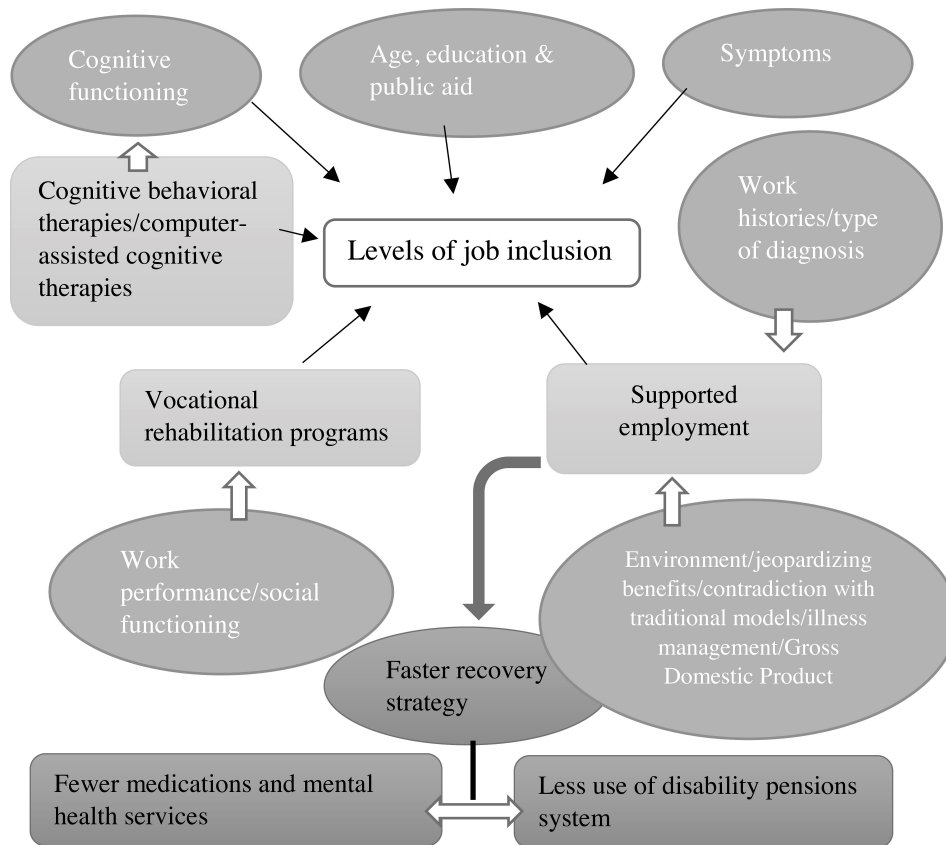 Cognitive
functioning
Age, education &
public aid
Symptoms
Cognitive behavioral
therapies/computer-
assisted cognitive
therapies
Levels of job inclusion
Work
histories/type
of diagnosis
Vocational
rehabilitation programs
Supported
employment
Work
performance/social
functioning
Environment/jeopardizing
benefits/contradiction with
traditional models/illness
management/Gross
Domestic Product
Faster recovery
strategy
Fewer medications and mental
health services
Less use of disability pensions
system